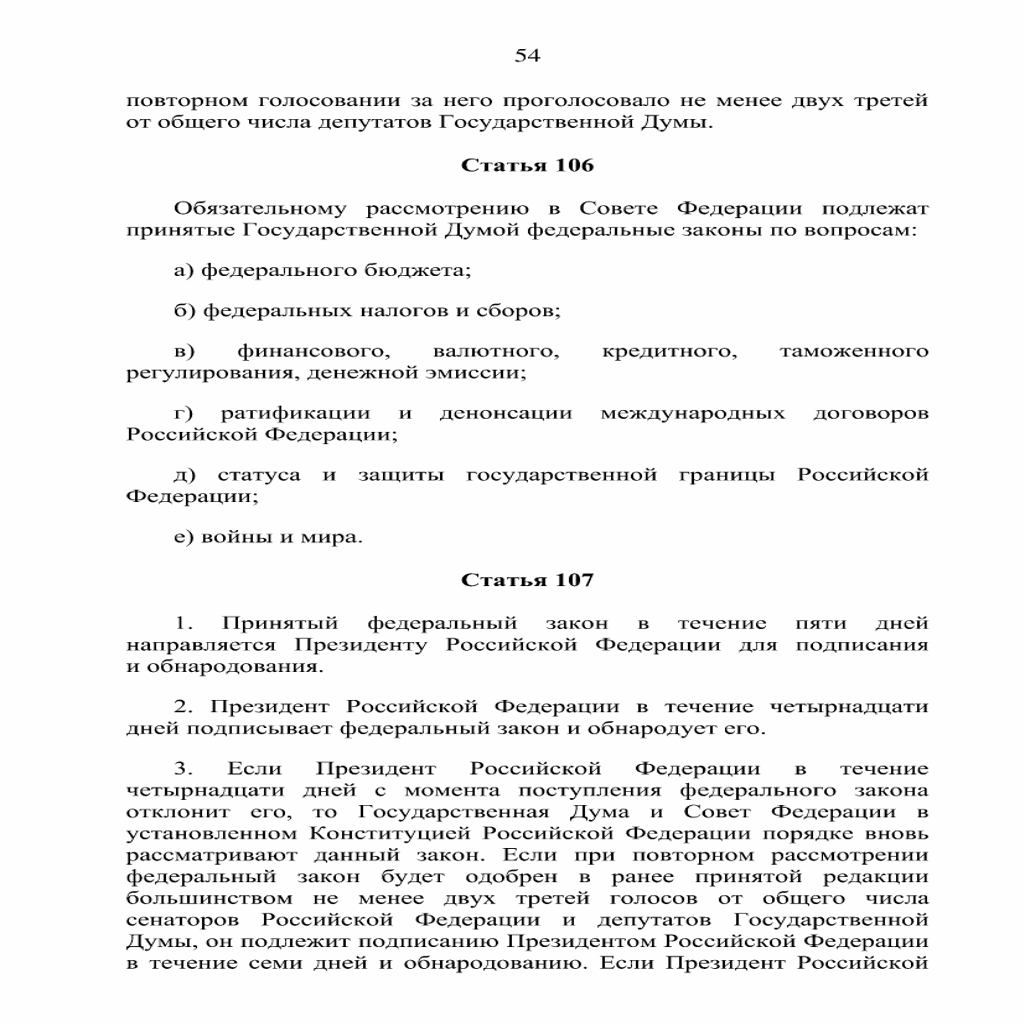 54
повторном голосовании за него проголосовало не менее двух третей
от общего числа депутатов Государственной Думы.
Статья 106
Обязательному рассмотрению в Совете Федерации подлежат
принятые Государственной Думой федеральные законы по вопросам:
а) федерального бюджета;
б) федеральных налогов и сборов;
в) финансового, валютного, кредитного, таможенного
регулирования, денежной эмиссии;
г) ратификации и денонсации международных договоров
Российской Федерации;
д) статуса и защиты государственной границы Российской
Федерации;
е) войны и мира.
Статья 107
1. Принятый федеральный закон в течение пяти дней
направляется Президенту Российской Федерации для подписания
и обнародования.
2. Президент Российской Федерации в течение четырнадцати
дней подписывает федеральный закон и обнародует его.
3. Если Президент Российской Федерации в течение
четырнадцати дней с момента поступления федерального закона
отклонит его, то Государственная Дума и Совет Федерации в
установленном Конституцией Российской Федерации порядке вновь
рассматривают данный закон. Если при повторном рассмотрении
федеральный закон будет одобрен в ранее принятой редакции
большинством не менее двух третей голосов от общего числа
сенаторов Российской Федерации и депутатов Государственной
Думы, он подлежит подписанию Президентом Российской Федерации
в течение семи дней и обнародованию. Если Президент Российской